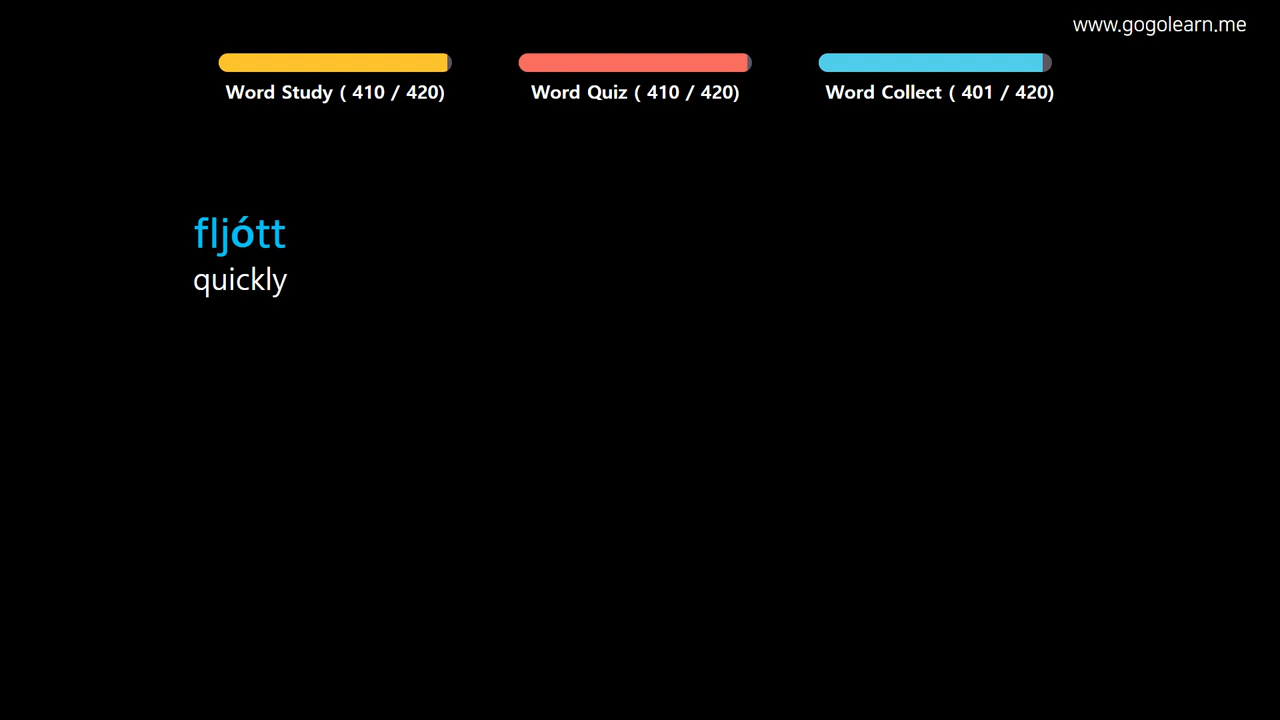 www.gogolearn.me
Word Study ( 410 / 420)
Word Quiz ( 410 / 420)
Word Collect ( 401 / 420)
fljótt
quickly